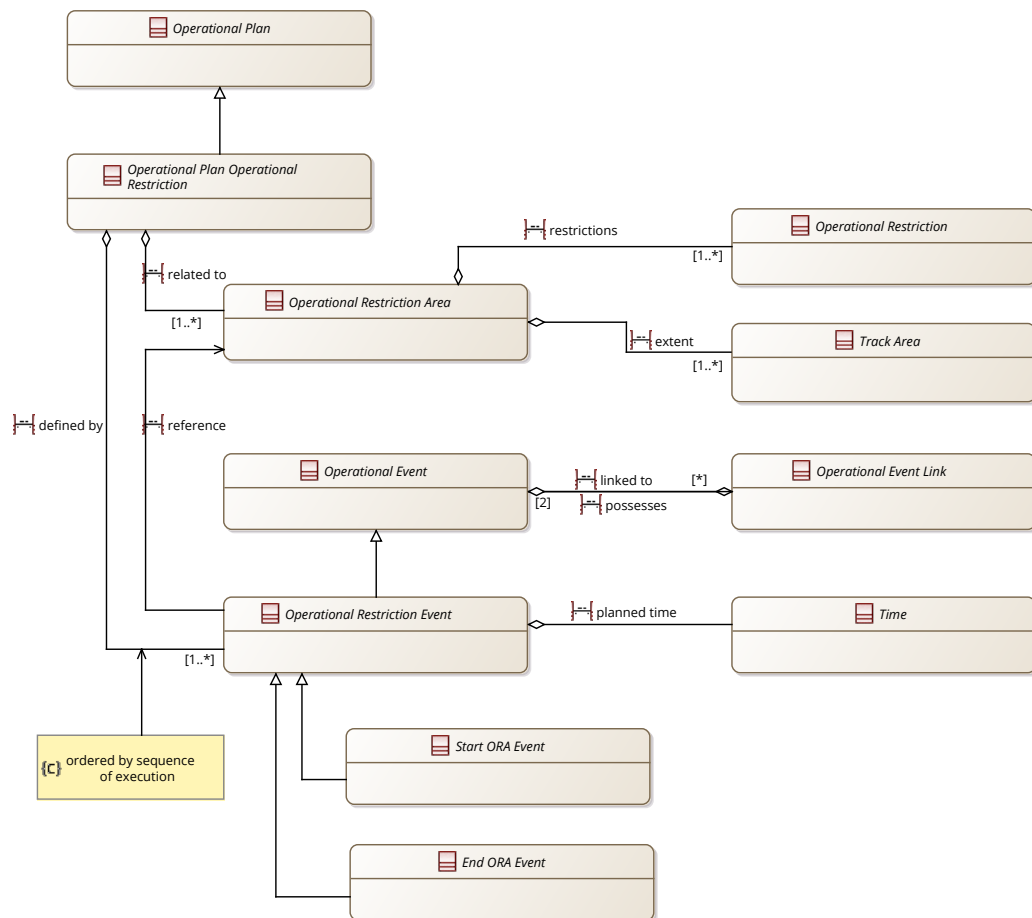 Operational Plan
Operational Plan Operational
Restriction
restrictions
Operational Restriction
[1..*]
related to
Operational Restriction Area
[1..*]
extent
Track Area
[1..*]
defined by
reference
Operational Event
linked to
[*]
Operational Event Link
[2]
possesses
Operational Restriction Event
planned time
Time
[1..*]
{C} ordered by sequence
of execution
Start ORA Event
End ORA Event